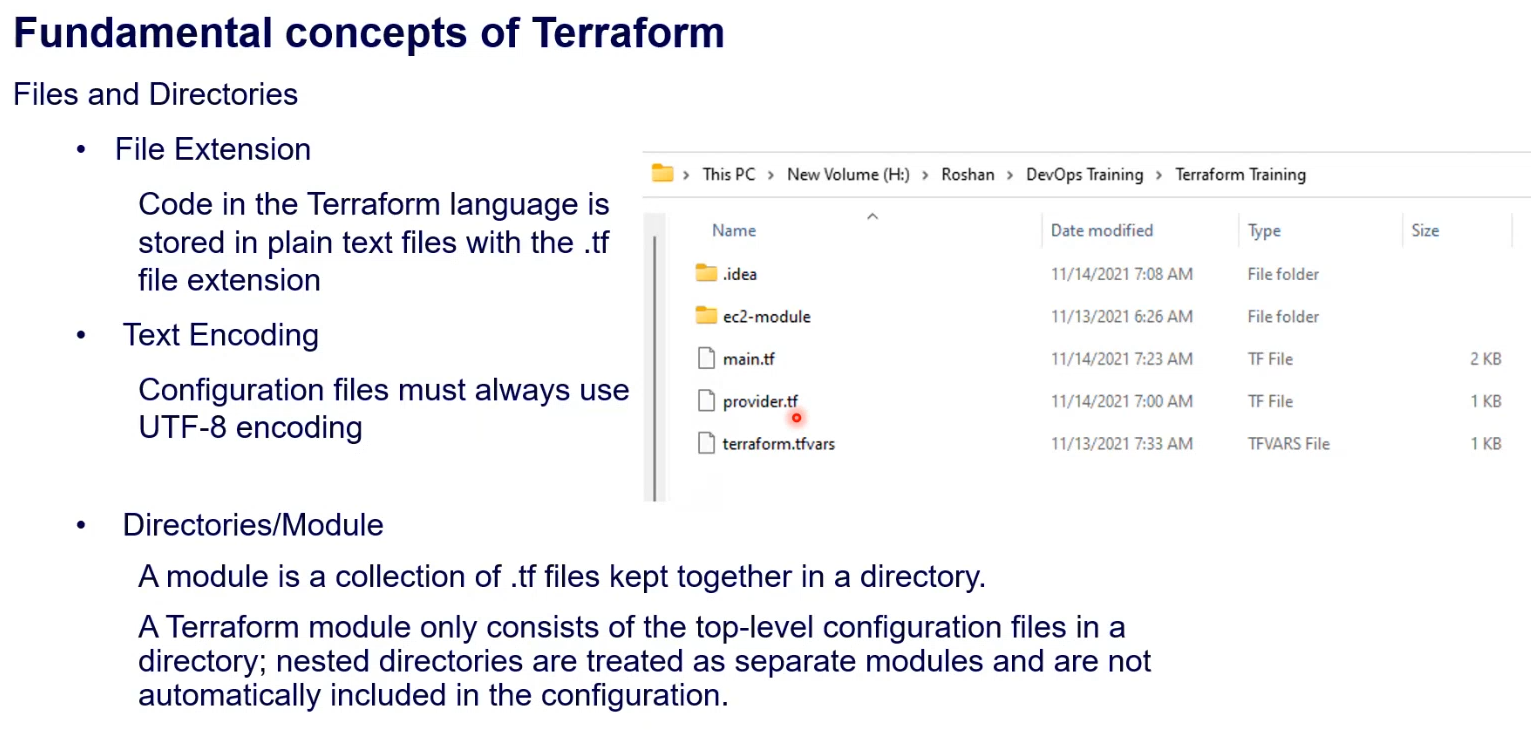 Fundamental concepts of Terraform
Files and Directories
• File Extension
Code in the Terraform language is
stored in plain text files with the .tf
file extension
• Text Encoding
Configuration files must always use
UTF-8 encoding
This PC > New Volume (H:) > Roshan > DevOps Training > Terraform Training
Name Date modified Type Size
.idea 11/14/2021 7:08 AM File folder
ec2-module 11/13/2021 6:26 AM File folder
main.tf 11/14/2021 7:23 AM TF File 2 KB
provider.tf 11/14/2021 7:00 AM TF File 1 KB
terraform.tfvars 11/13/2021 7:33 AM TFVARS File 1 KB
• Directories/Module
A module is a collection of .tf files kept together in a directory.
A Terraform module only consists of the top-level configuration files in a
directory; nested directories are treated as separate modules and are not
automatically included in the configuration.